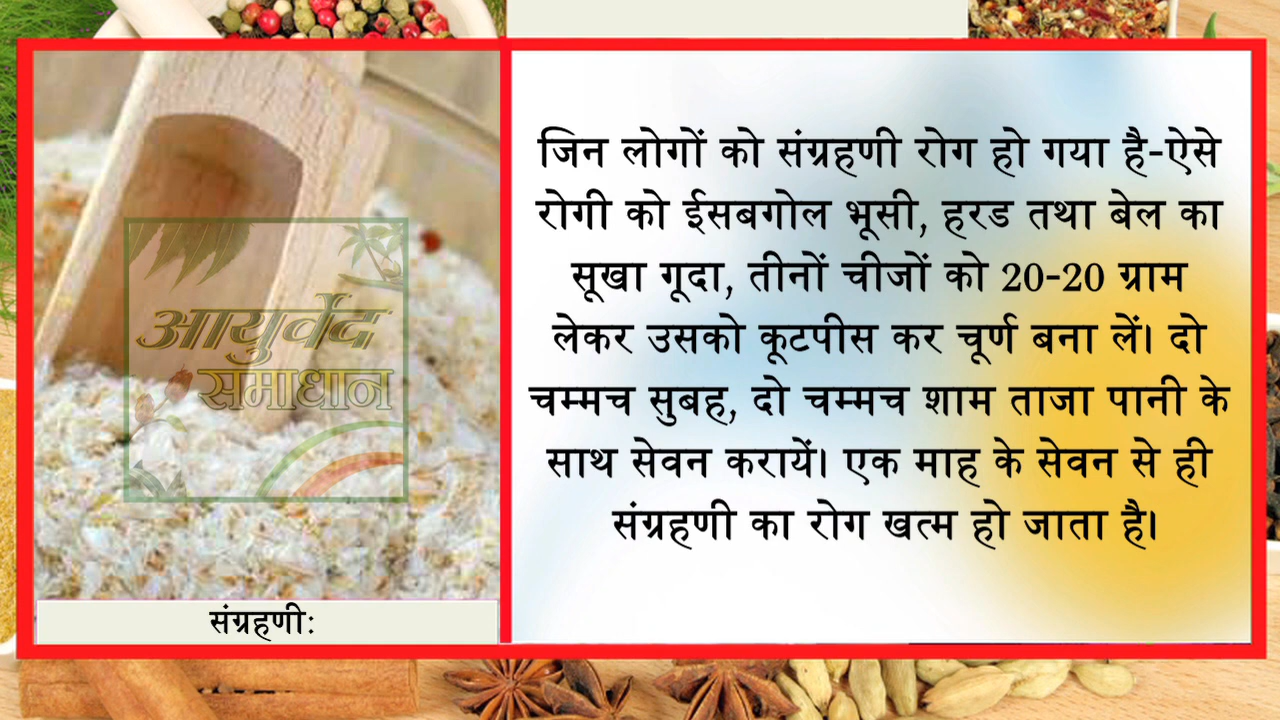 जिन लोगों को संग्रहणी रोग हो गया है-ऐसे
रोगी को ईसबगोल भूसी, हरड तथा बेल का
सूखा गूदा, तीनों चीजों को 20-20 ग्राम
लेकर उसको कूटपीस कर चूर्ण बना लें। दो
चम्मच सुबह, दो चम्मच शाम ताजा पानी के
साथ सेवन करायें। एक माह के सेवन से ही
संग्रहणी का रोग खत्म हो जाता है।
आयुर्वेद
समाधान
संग्रहणीः